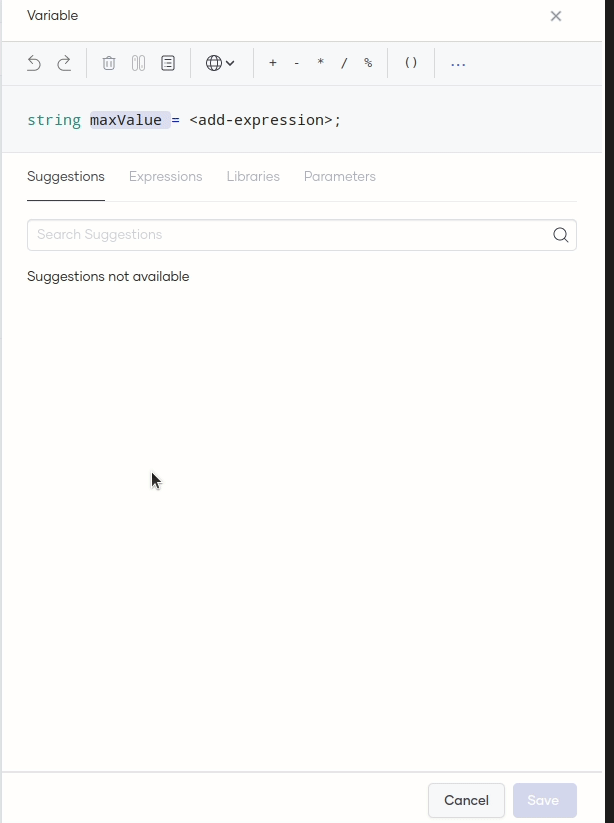 Variable
+ - * / % () ...
string maxValue = <add-expression>;
Suggestions Expressions Libraries Parameters
Search Suggestions
Suggestions not available
Cancel Save